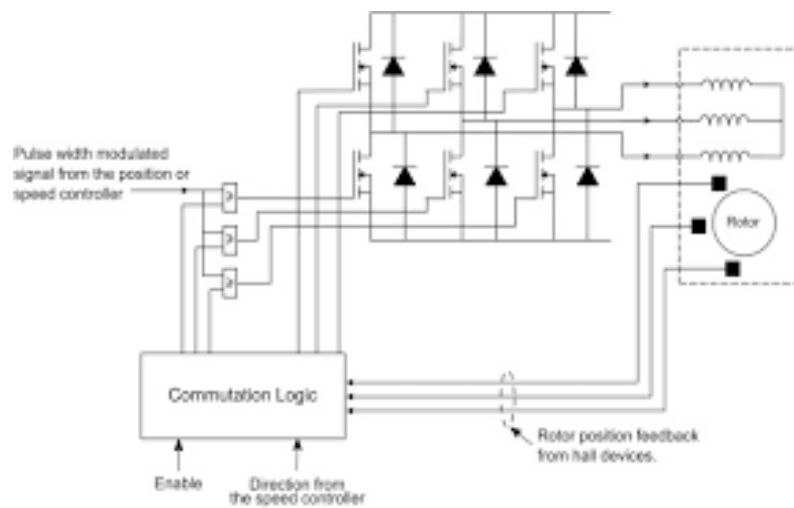 Pulse width modulated
signal from the position or
speed controller
Rotor
Commutation Logic
Rotor position feedback
from hall devices.
Enable
Direction from
the speed controller